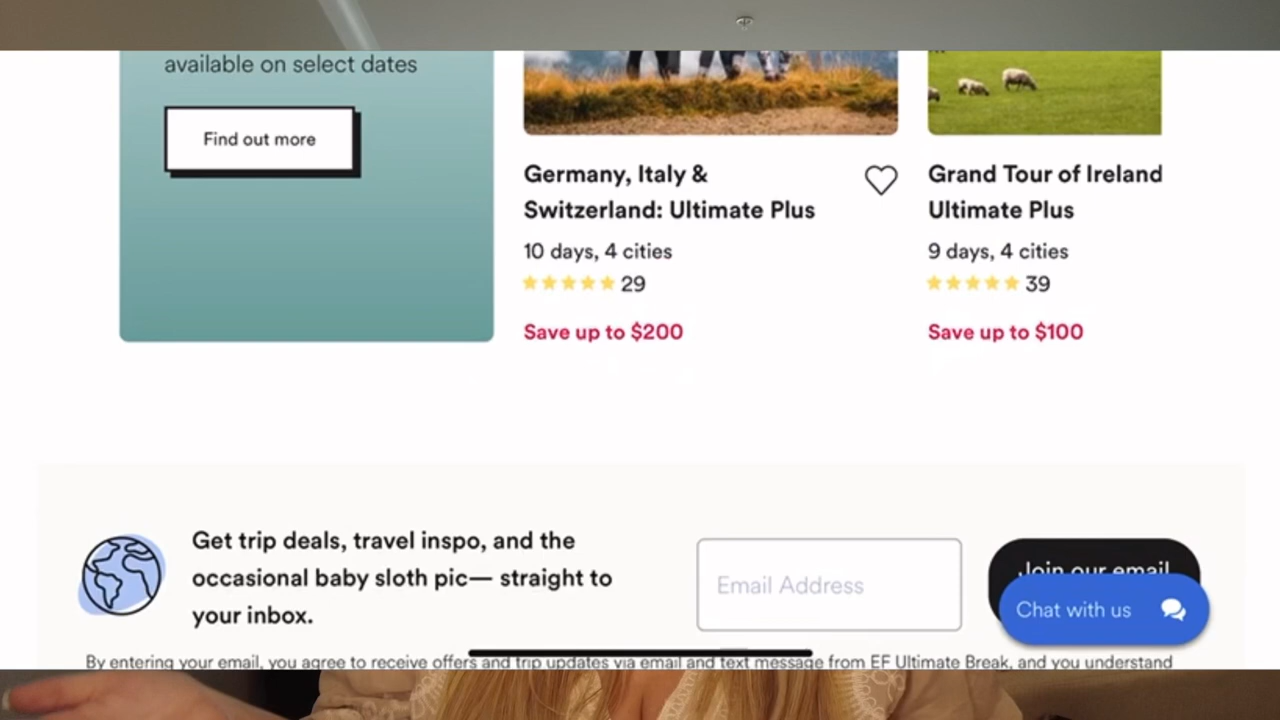 available on select dates
Find out more
Germany, Italy &
Switzerland: Ultimate Plus
10 days, 4 cities
29
Save up to $200
Grand Tour of Ireland
Ultimate Plus
9 days, 4 cities
39
Save up to $100
Get trip deals, travel inspo, and the
occasional baby sloth pic— straight to
your inbox.
Email Address
Join our email
Chat with us
By entering your email, you agree to receive offers and trip updates via email and text message from EF Ultimate Break, and you understand